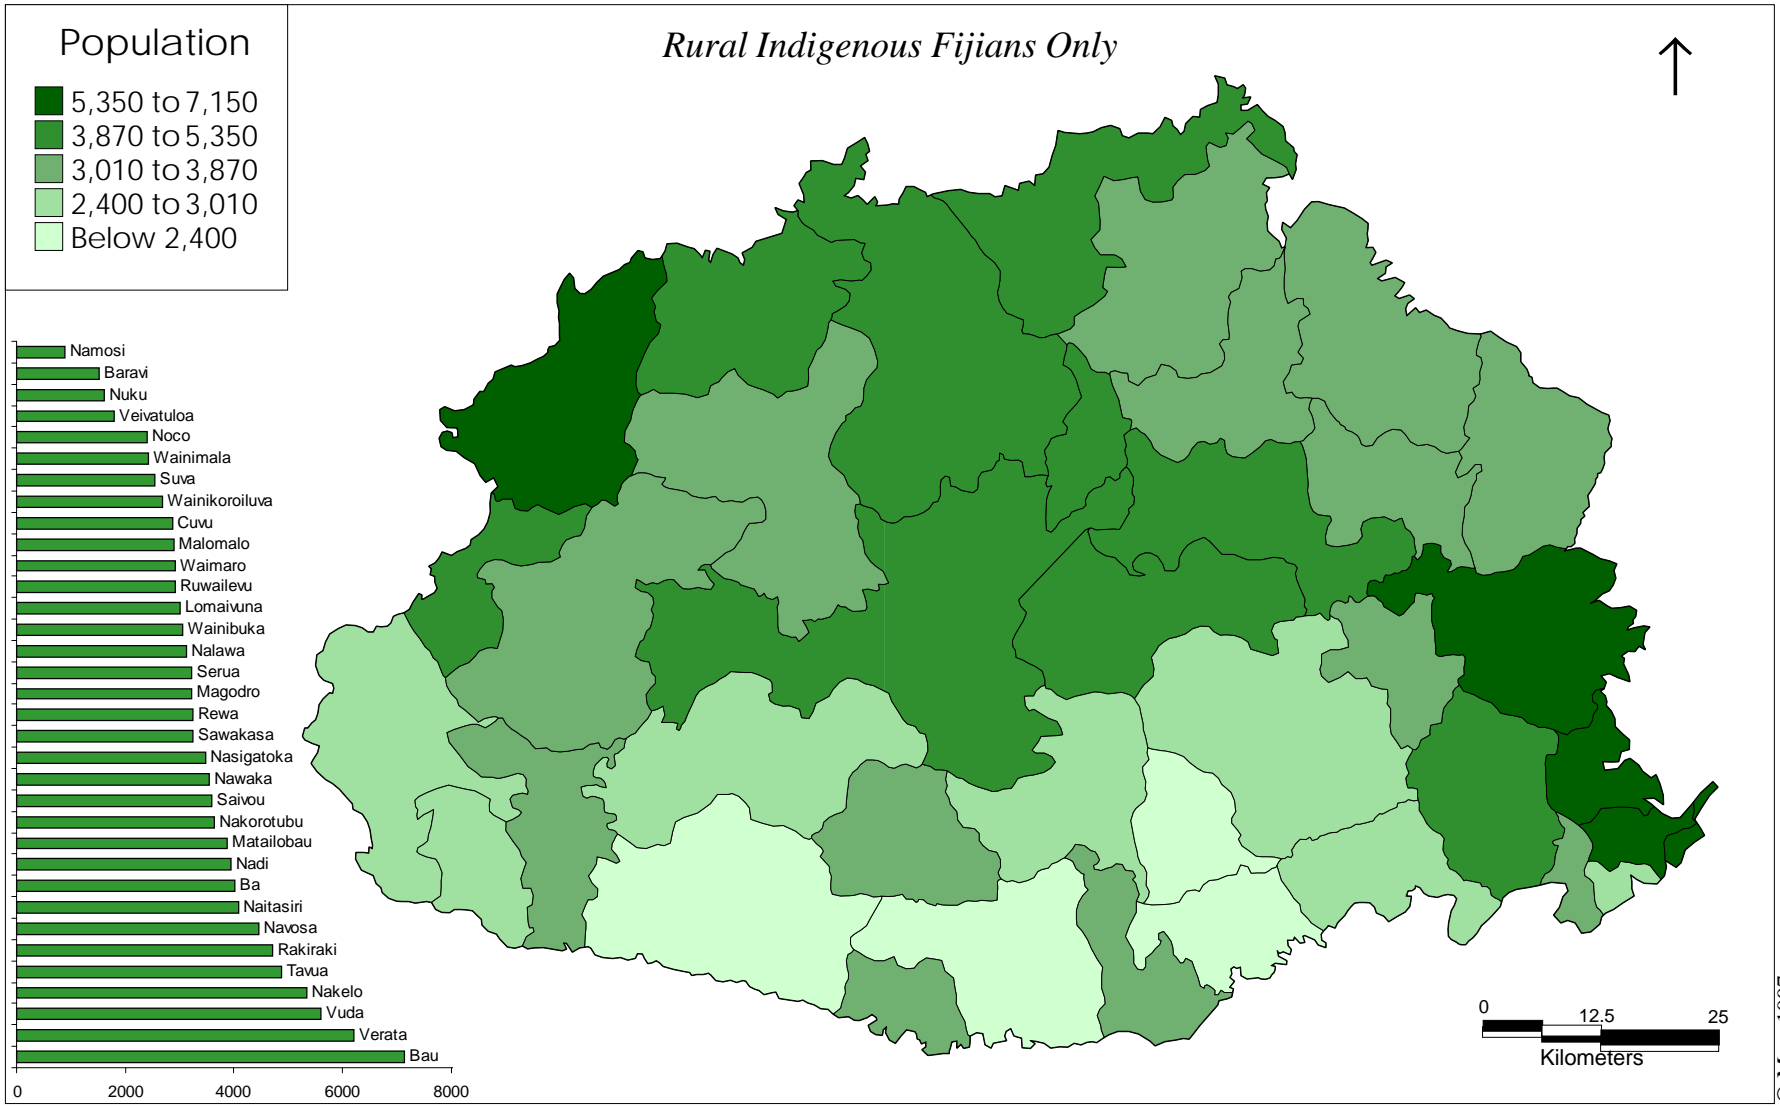 Population
5,350 to 7,150
3,870 to 5,350
3,010 to 3,870
2,400 to 3,010
Below 2,400
Rural Indigenous Fijians Only
Namosi
Baravi
Nuku
Veivatuloa
Noco
Wainimala
Suva
Wainikoroiluva
Cuvu
Malomalo
Waimaro
Ruwailevu
Lomaivuna
Wainibuka
Nalawa
Serua
Magodro
Rewa
Sawakasa
Nasigatoka
Nawaka
Saivou
Nakorotubu
Matailobau
Nadi
Ba
Naitasiri
Navosa
Rakiraki
Tavua
Nakelo
Vuda
Verata
Bau
0 2000 4000 6000 8000
0 12.5 25
Kilometers